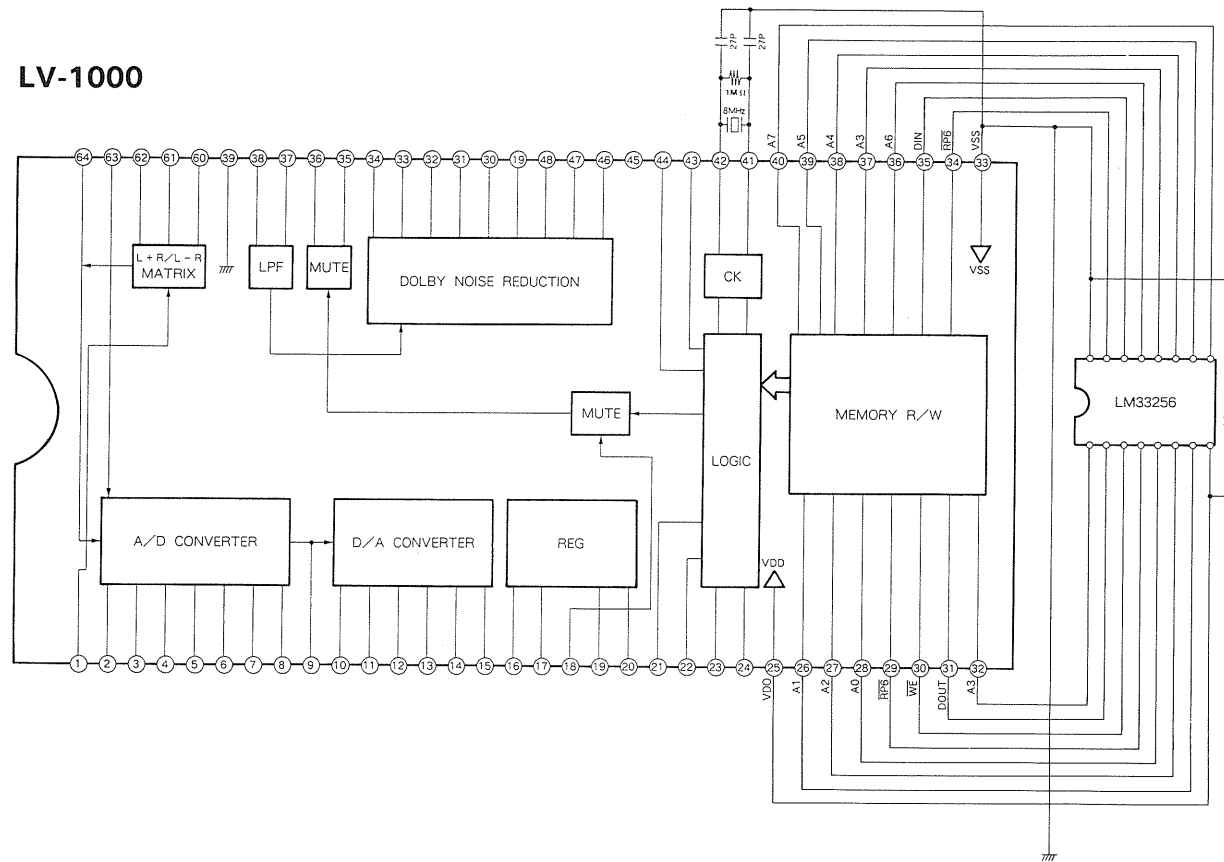 27P 27P
LV-1000
1MΩ
8MHz
A7 A5 A4 A3 A6 DIN RP6 VSS
64 63 62 61 60 39 38 37 36 35 34 33 32 31 30 19 48 47 46 45 44 43 42 41 40 39 38 37 36 35 34 33
L+R/L-R
MATRIX
LPF
MUTE
DOLBY NOISE REDUCTION
CK
VSS
MUTE
LOGIC
MEMORY R/W
LM33256
A/D CONVERTER
D/A CONVERTER
REG
VDD
1 2 3 4 5 6 7 8 9 10 11 12 13 14 15 16 17 18 19 20 21 22 23 24 25 26 27 28 29 30 31 32
VDO A1 A2 A0 RP6 WE DOUT A3